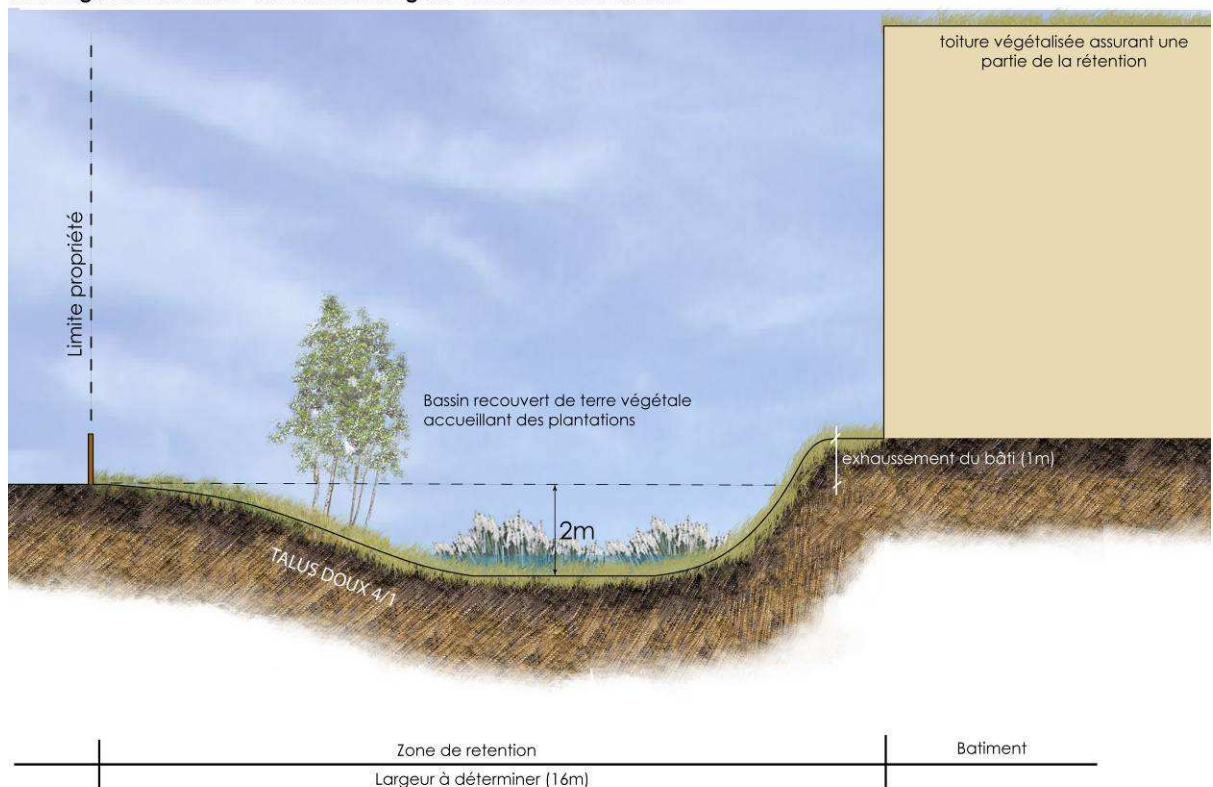 toiture végétalisée assurant une
partie de la rétention
Limite propriété
Bassin recouvert de terre végétale
accueillant des plantations
exhaussement du bâti (1m)
2m
TALUS DOUX 4/1
Zone de retention
Batiment
Largeur à déterminer (16m)